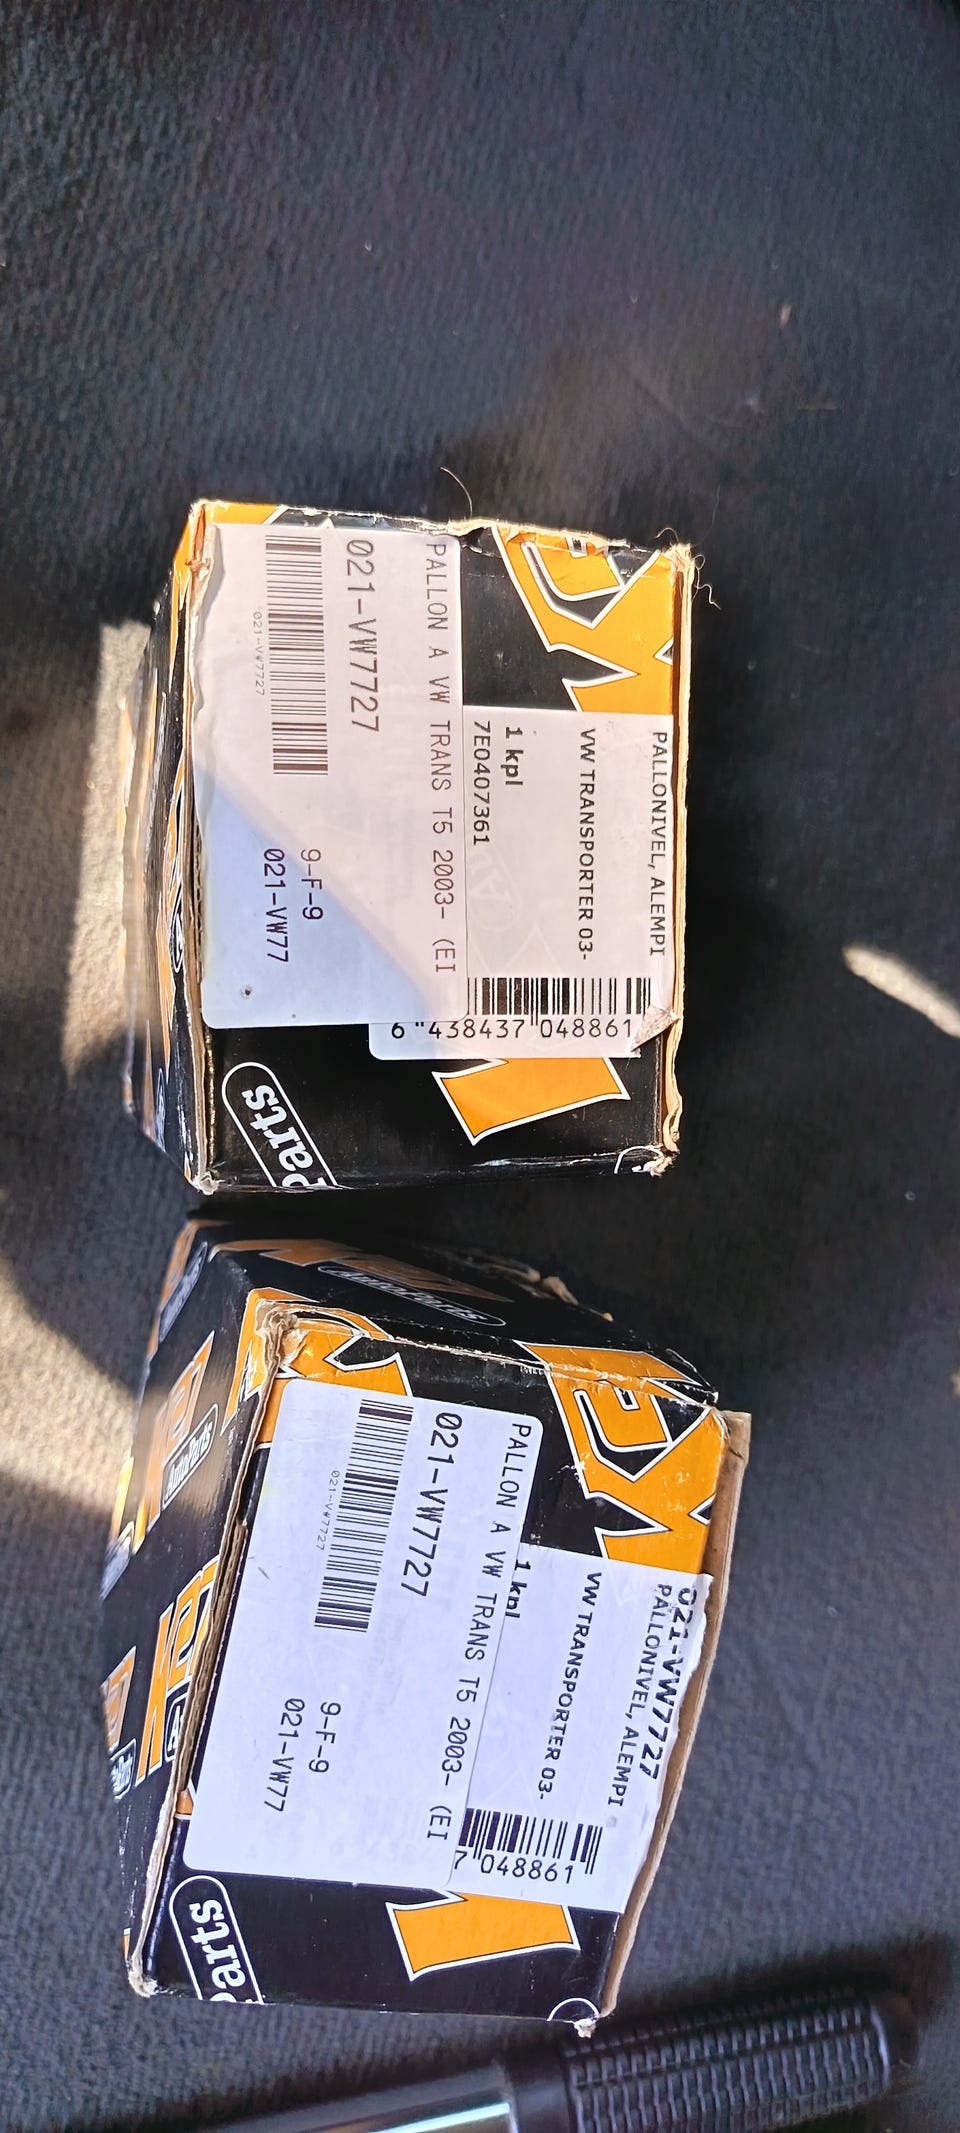 PALLONIVEL, ALEMPI
VW TRANSPORTER 03-
1 kpl
7E0407361
6 438437 048861
PALLON A VW TRANS T5 2003- (EI
021-VW7727
021-VW7727
9-F-9
021-VW77
Parts
021-VW7727
PALLONIVEL, ALEMPI
VW TRANSPORTER 03-
1 kpl
7 048861
PALLON A VW TRANS T5 2003- (EI
021-VW7727
021-VW7727
9-F-9
021-VW77
Parts
AutoParts
AutoParts